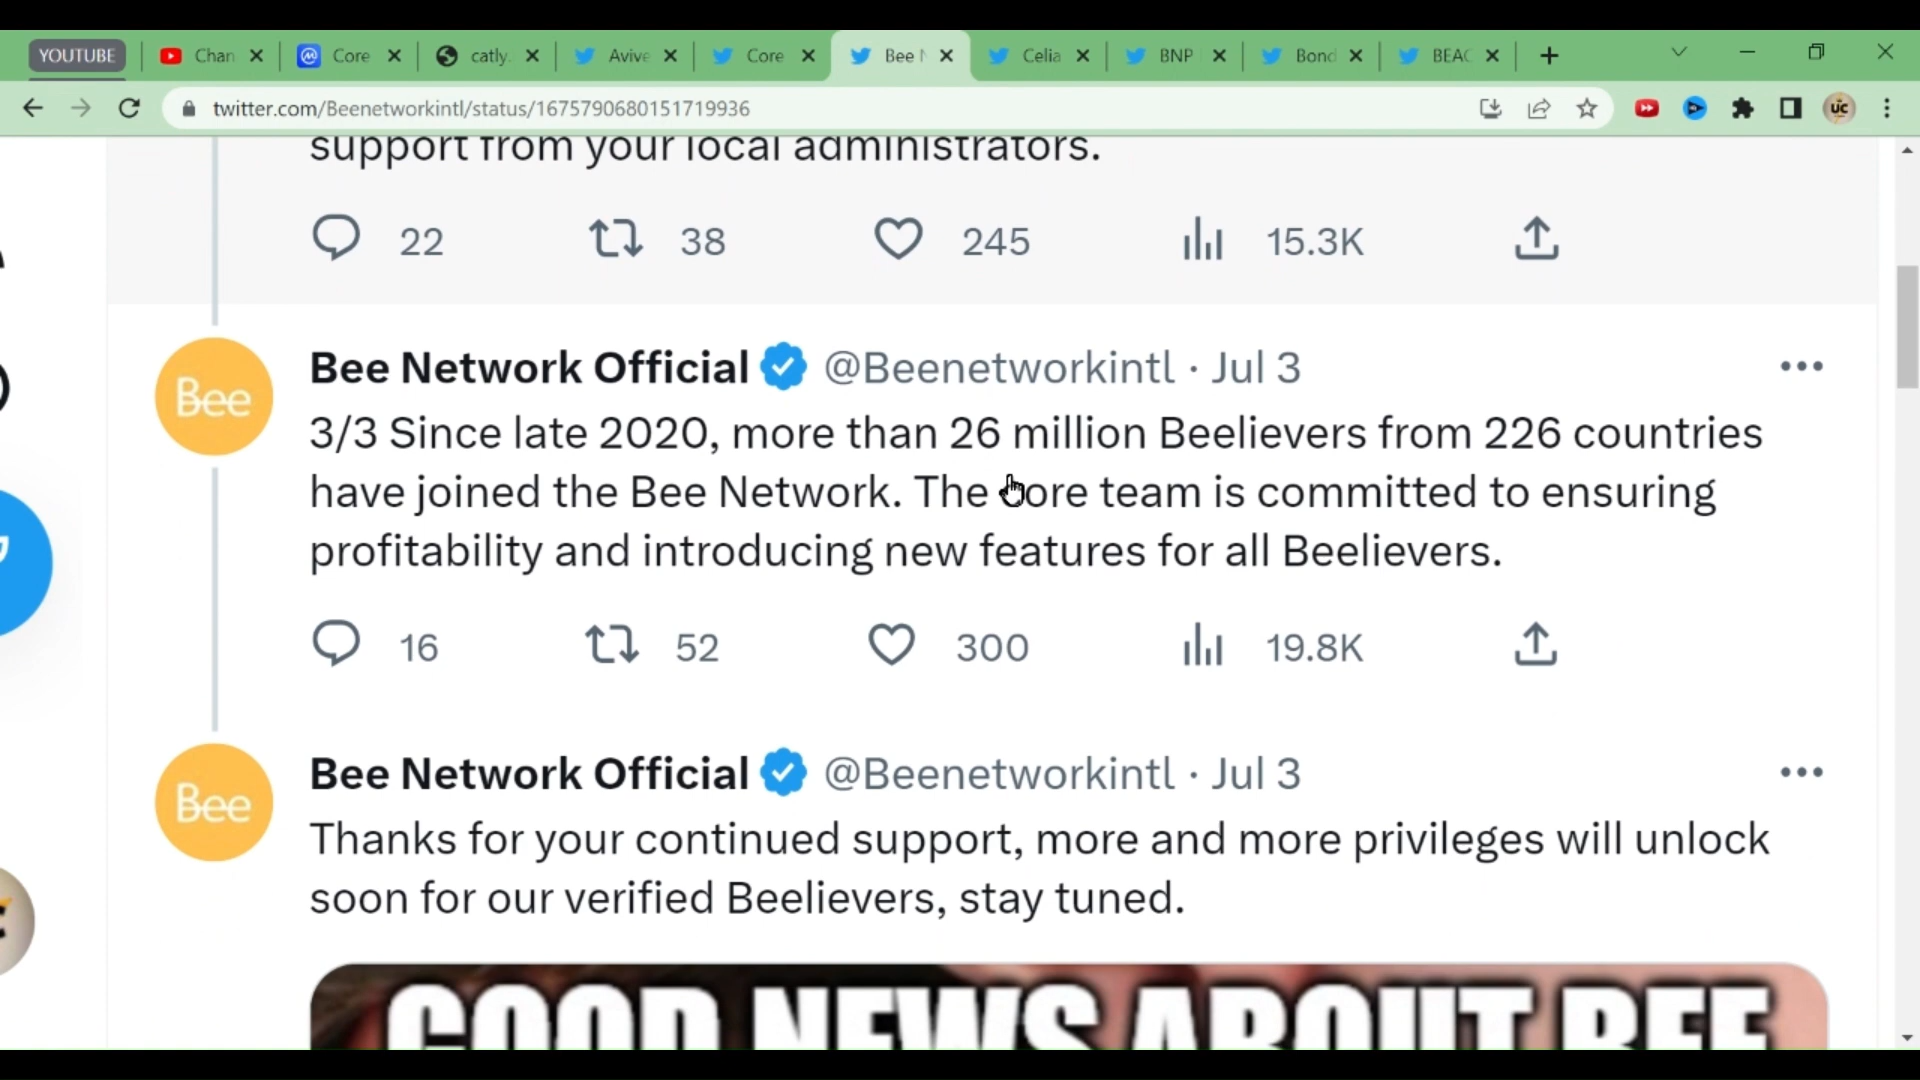 YOUTUBE Chan Core catly. Avive Core Bee N Celia BNP Bond BEAC
twitter.com/Beenetworkintl/status/1675790680151719936
UC
support from your local administrators.
22 38 245 15.3K
Bee
Bee Network Official @Beenetworkintl · Jul 3
3/3 Since late 2020, more than 26 million Beelievers from 226 countries
have joined the Bee Network. The core team is committed to ensuring
profitability and introducing new features for all Beelievers.
16 52 300 19.8K
Bee
Bee Network Official @Beenetworkintl · Jul 3
Thanks for your continued support, more and more privileges will unlock
soon for our verified Beelievers, stay tuned.
GOOD NEWS ABOUT BEE